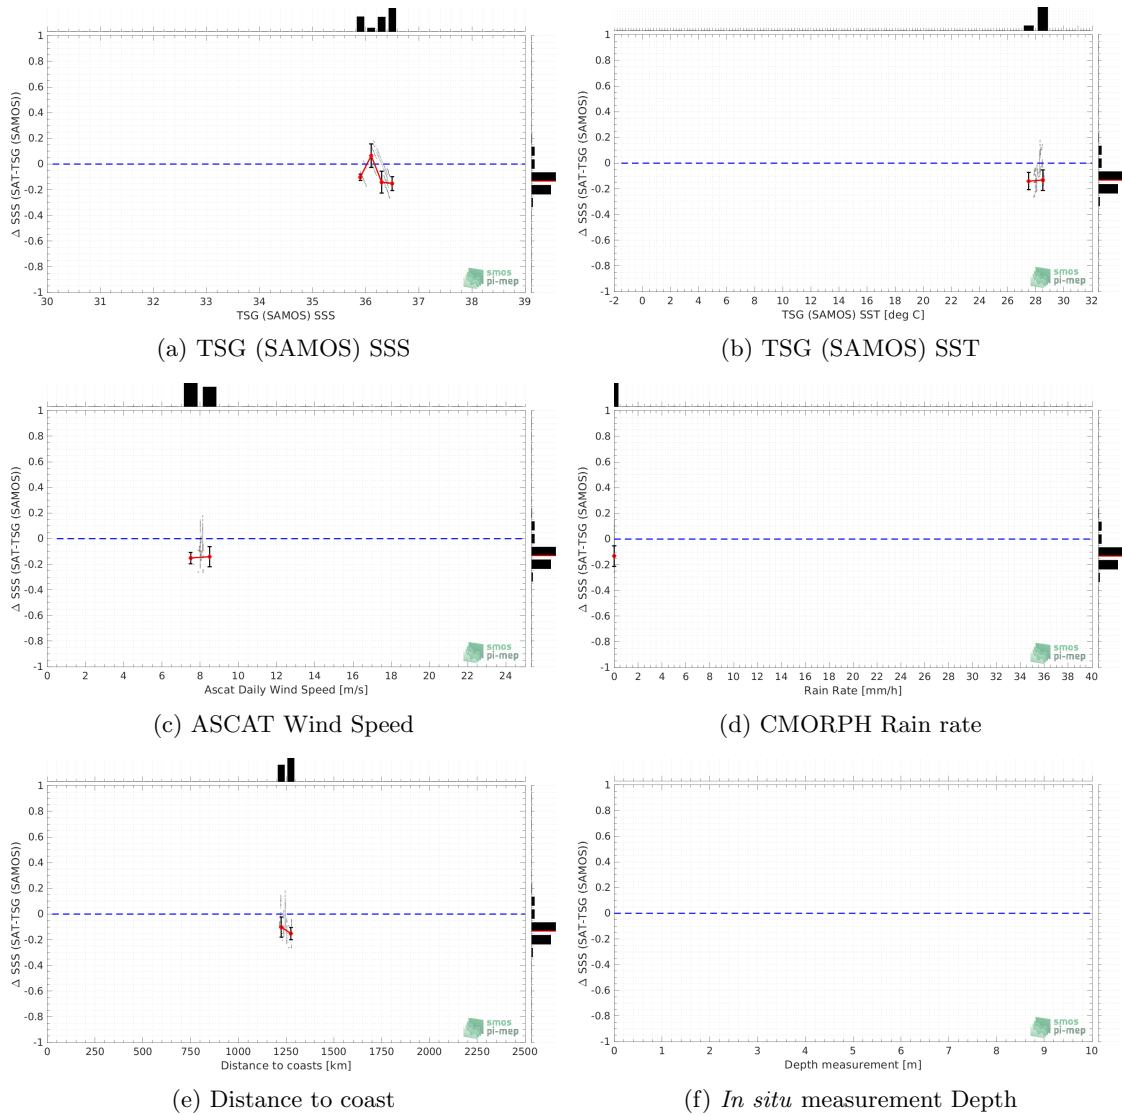 1
0.8
0.6
0.4
0.2
0
-0.2
-0.4
-0.6
-0.8
-1
Δ SSS (SAT-TSG (SAMOS))
smos
pi-mep
30 31 32 33 34 35 36 37 38 39
TSG (SAMOS) SSS
(a) TSG (SAMOS) SSS
1
0.8
0.6
0.4
0.2
0
-0.2
-0.4
-0.6
-0.8
-1
Δ SSS (SAT-TSG (SAMOS))
smos
pi-mep
-2 0 2 4 6 8 10 12 14 16 18 20 22 24 26 28 30 32
TSG (SAMOS) SST [deg C]
(b) TSG (SAMOS) SST
1
0.8
0.6
0.4
0.2
0
-0.2
-0.4
-0.6
-0.8
-1
Δ SSS (SAT-TSG (SAMOS))
smos
pi-mep
0 2 4 6 8 10 12 14 16 18 20 22 24
Ascat Daily Wind Speed [m/s]
(c) ASCAT Wind Speed
1
0.8
0.6
0.4
0.2
0
-0.2
-0.4
-0.6
-0.8
-1
Δ SSS (SAT-TSG (SAMOS))
smos
pi-mep
0 2 4 6 8 10 12 14 16 18 20 22 24 26 28 30 32 34 36 38 40
Rain Rate [mm/h]
(d) CMORPH Rain rate
1
0.8
0.6
0.4
0.2
0
-0.2
-0.4
-0.6
-0.8
-1
Δ SSS (SAT-TSG (SAMOS))
smos
pi-mep
0 250 500 750 1000 1250 1500 1750 2000 2250 2500
Distance to coasts [km]
(e) Distance to coast
1
0.8
0.6
0.4
0.2
0
-0.2
-0.4
-0.6
-0.8
-1
Δ SSS (SAT-TSG (SAMOS))
smos
pi-mep
0 1 2 3 4 5 6 7 8 9 10
Depth measurement [m]
(f) In situ measurement Depth